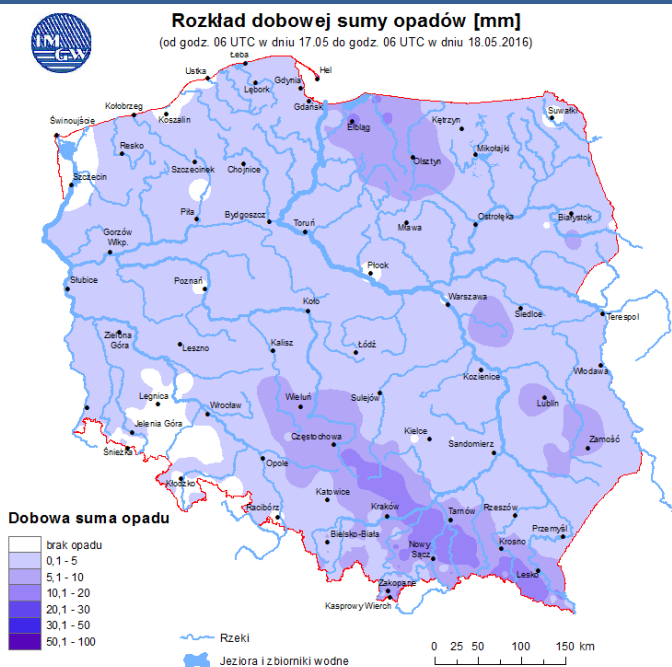 Rozkład dobowej sumy opadów [mm]
(od godz. 06 UTC w dniu 17.05 do godz. 06 UTC w dniu 18.05.2016)
IM
GW
Łeba
Hel
Ustka
Gdynia
Lębork
Gdańsk
Kołobrzeg
Koszalin
Świnoujście
Elbląg
Kętrzyn
Suwałki
Resko
Szczecinek
Chojnice
Olsztyn
Mikołajki
Szczecin
Piła
Bydgoszcz
Toruń
Mława
Ostrołęka
Białystok
Gorzów
Wlkp.
Płock
Słubice
Poznań
Koło
Warszawa
Siedlce
Terespol
Zielona
Góra
Leszno
Kalisz
Łódź
Kozienice
Włodawa
Legnica
Wrocław
Wieluń
Sulejów
Lublin
Jelenia Góra
Częstochowa
Kielce
Sandomierz
Zamość
Śnieżka
Opole
Kłodzko
Katowice
Racibórz
Kraków
Tarnów
Rzeszów
Przemyśl
Bielsko-Biała
Nowy
Sącz
Krosno
Lesko
Zakopane
Kasprowy Wierch
Dobowa suma opadu
brak opadu
0,1 - 5
5,1 - 10
10,1 - 20
20,1 - 30
30,1 - 50
50,1 - 100
Rzeki
Jeziora i zbiorniki wodne
0 25 50 100 150 km